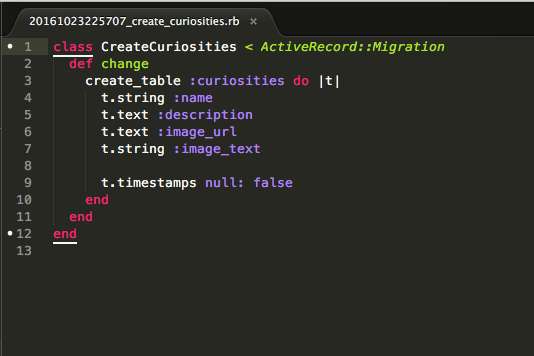 20161023225707_create_curiosities.rb ×
1 class CreateCuriosities < ActiveRecord::Migration
2 def change
3 create_table :curiosities do |t|
4 t.string :name
5 t.text :description
6 t.text :image_url
7 t.string :image_text
8
9 t.timestamps null: false
10 end
11 end
12 end
13